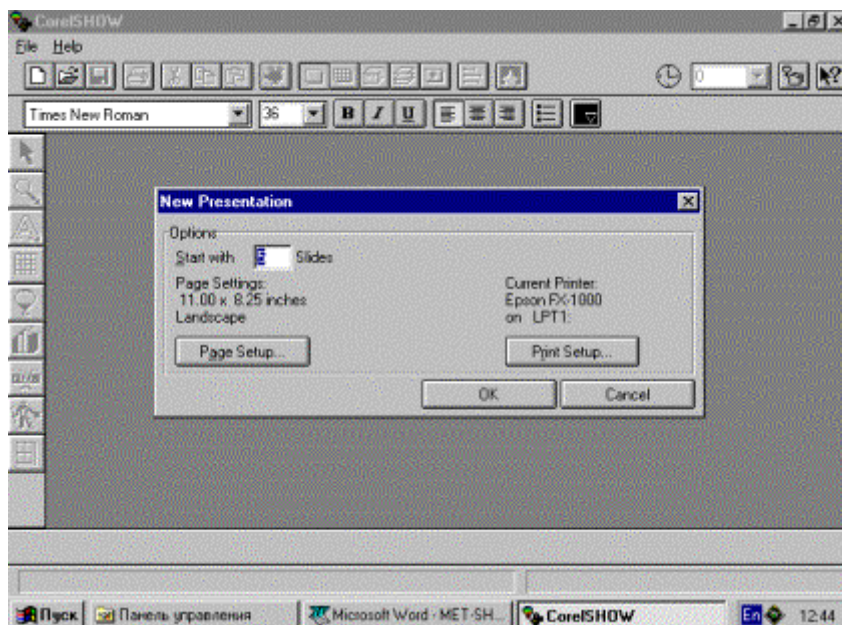 CorelSHOW
File Help
0
Times New Roman 36 B I U
New Presentation
Options
Start with 5 Slides
Page Settings:
11.00 x 8.25 inches
Landscape
Current Printer:
Epson FX-1000
on LPT1:
Page Setup...
Print Setup...
OK Cancel
Пуск Панель управления Microsoft Word - MET-SH... CorelSHOW En 12:44